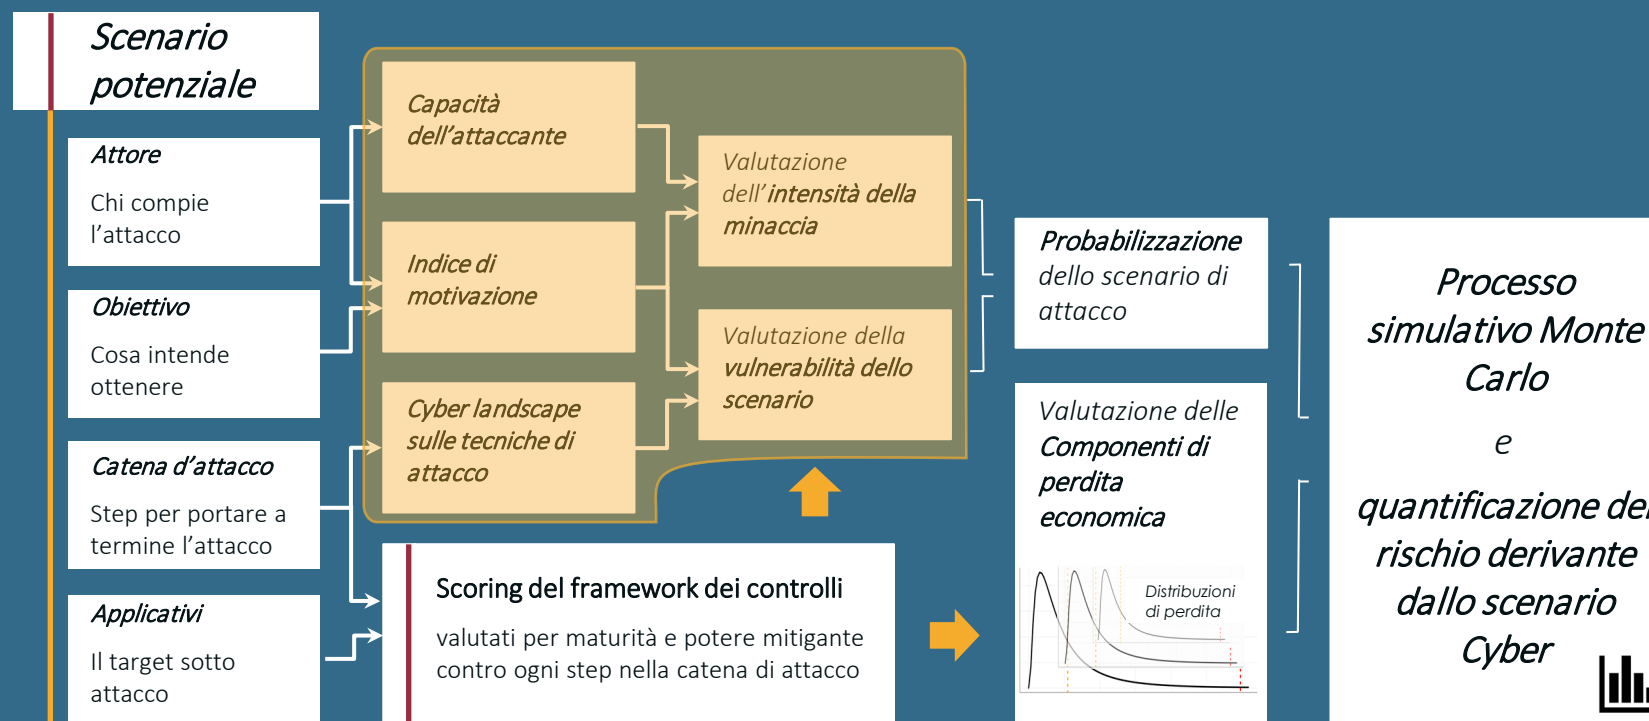 Scenario
potenziale
Attore
Chi compie
l'attacco
Obiettivo
Cosa intende
ottenere
Catena d'attacco
Step per portare a
termine l'attacco
Applicativi
Il target sotto
attacco
Capacità
dell'attaccante
Indice di
motivazione
Cyber landscape
sulle tecniche di
attacco
Valutazione
dell'intensità della
minaccia
Valutazione della
vulnerabilità dello
scenario
Scoring del framework dei controlli
valutati per maturità e potere mitigante
contro ogni step nella catena di attacco
Probabilizzazione
dello scenario di
attacco
Valutazione delle
Componenti di
perdita
economica
Distribuzioni
di perdita
Processo
simulativo Monte
Carlo
e
quantificazione del
rischio derivante
dallo scenario
Cyber